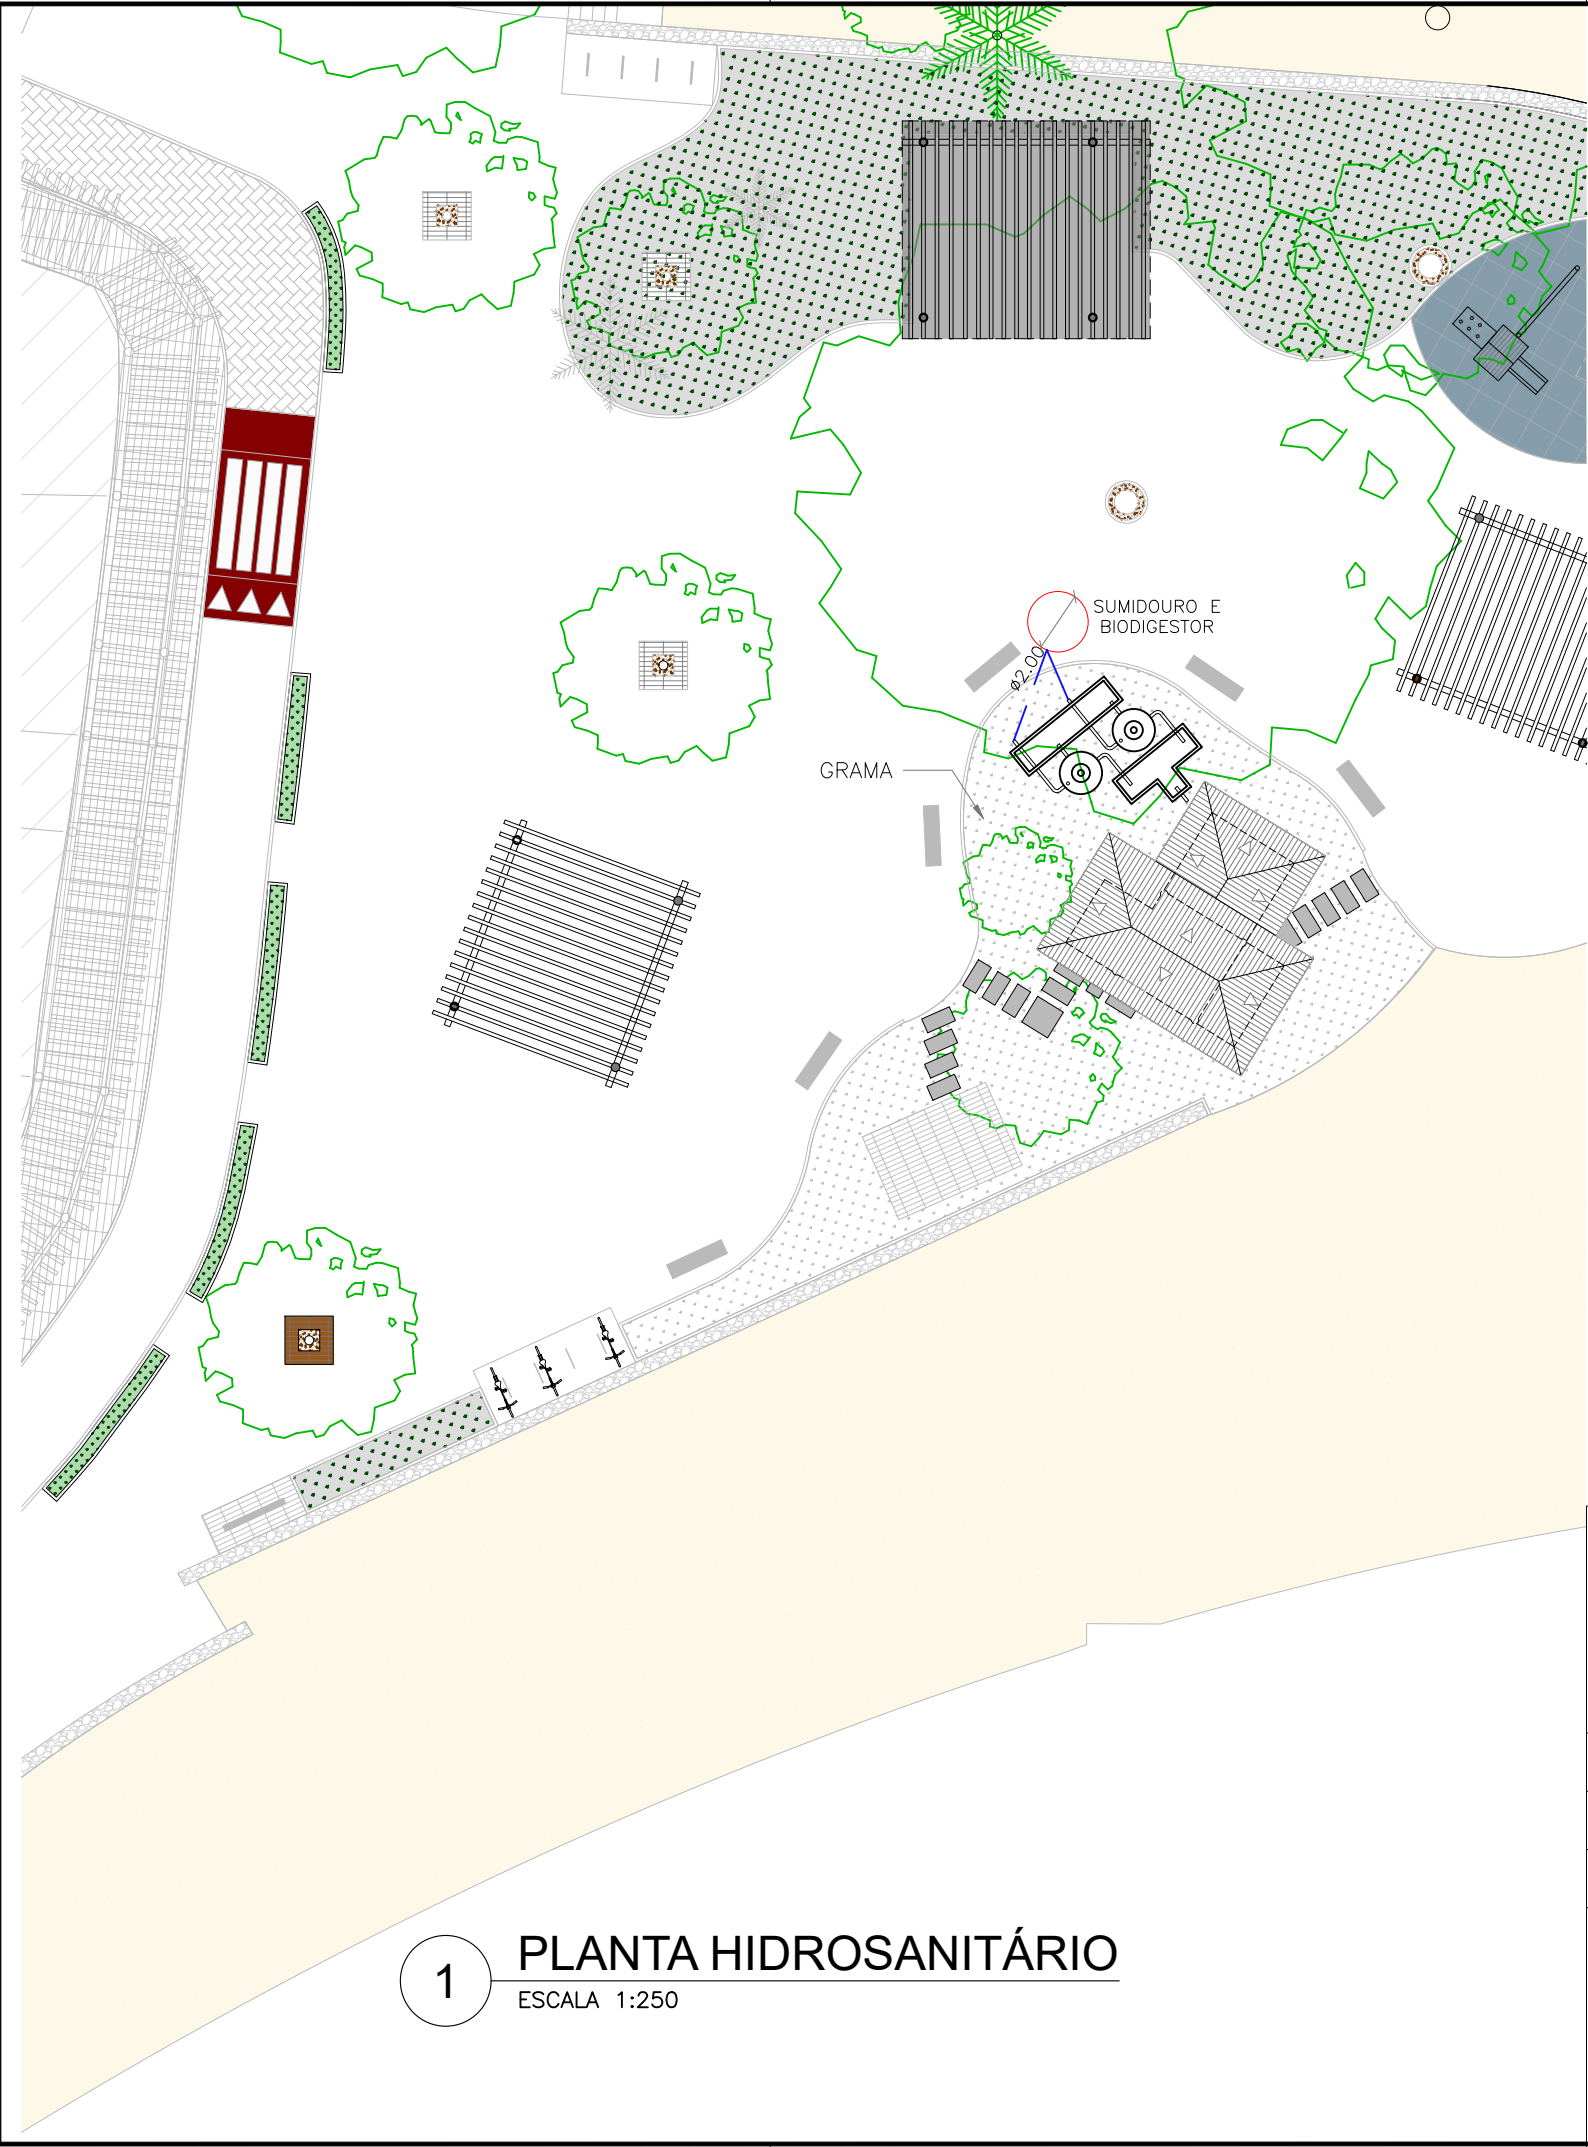 SUMIDOURO E
BIODIGESTOR
ø2.00
GRAMA
1
PLANTA HIDROSANITÁRIO
ESCALA 1:250